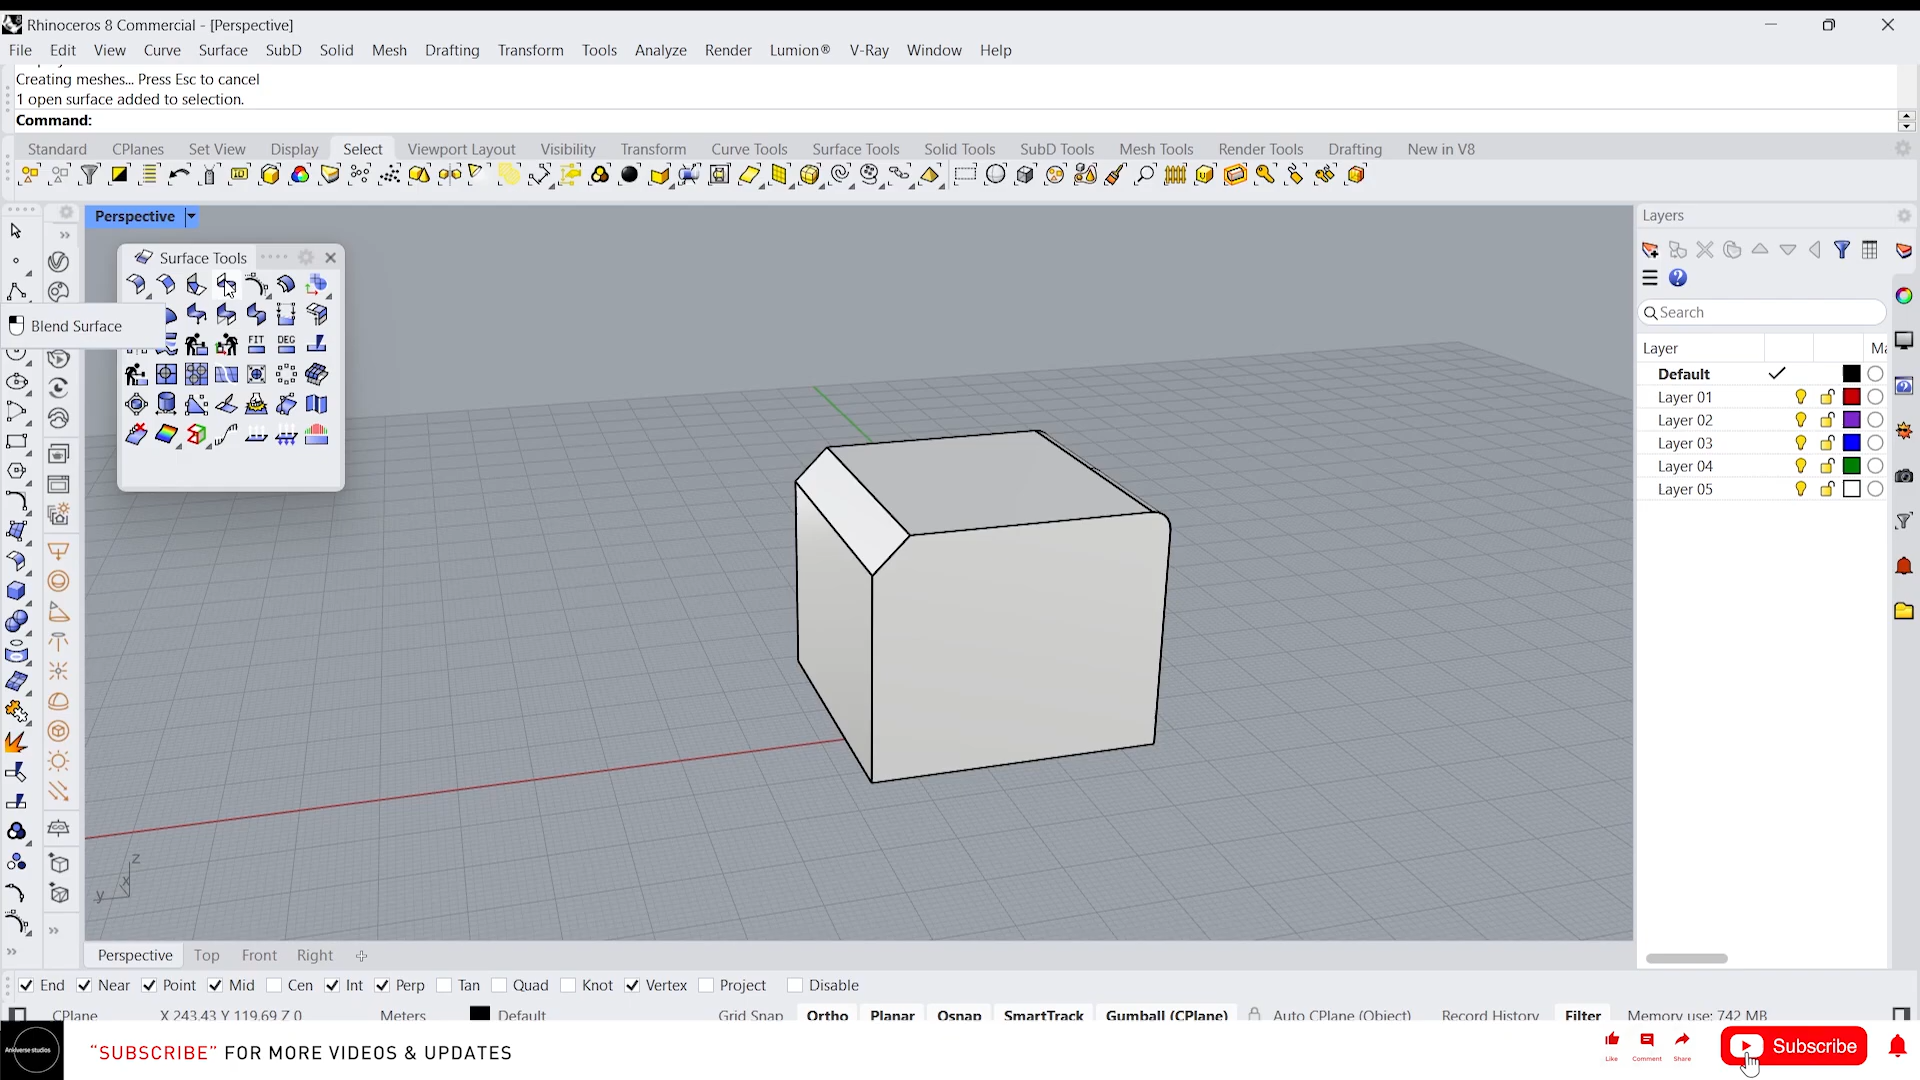 Rhinoceros 8 Commercial - [Perspective]
File Edit View Curve Surface SubD Solid Mesh Drafting Transform Tools Analyze Render Lumion® V-Ray Window Help
Creating meshes... Press Esc to cancel
1 open surface added to selection.
Command:
Standard CPlanes Set View Display Select Viewport Layout Visibility Transform Curve Tools Surface Tools Solid Tools SubD Tools Mesh Tools Render Tools Drafting New in V8
Perspective
Layers
Surface Tools
Search
Blend Surface
FIT DEG
Layer
Default
Layer 01
Layer 02
Layer 03
Layer 04
Layer 05
z
y x
Perspective Top Front Right
End Near Point Mid Cen Int Perp Tan Quad Knot Vertex Project Disable
CPlane X 243.43 Y 119.69 Z 0 Meters Default Grid Snap Ortho Planar Osnap SmartTrack Gumball (CPlane) Auto CPlane (Object) Record History Filter Memory use: 742 MB
"SUBSCRIBE" FOR MORE VIDEOS & UPDATES
Like Comment Share
Subscribe